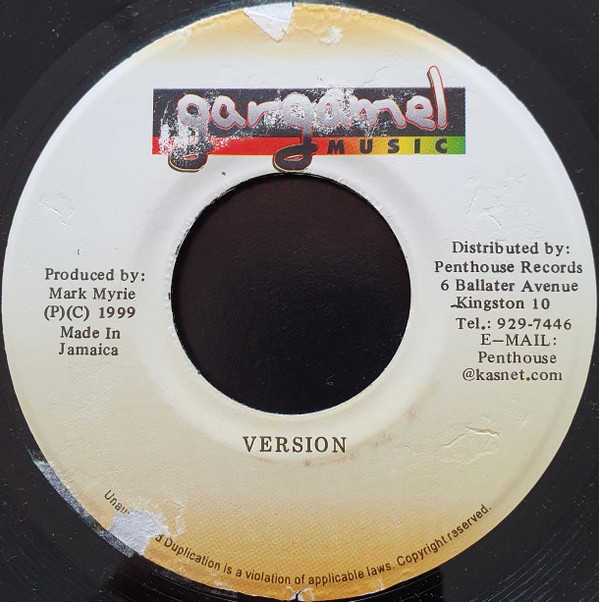 gargamel
MUSIC
Produced by:
Mark Myrie
(P)(C) 1999
Made In
Jamaica
Distributed by:
Penthouse Records
6 Ballater Avenue
Kingston 10
Tel.: 929-7446
E-MAIL:
Penthouse
@kasnet.com
VERSION
Duplication is a violation of applicable laws. Copyright raserved.